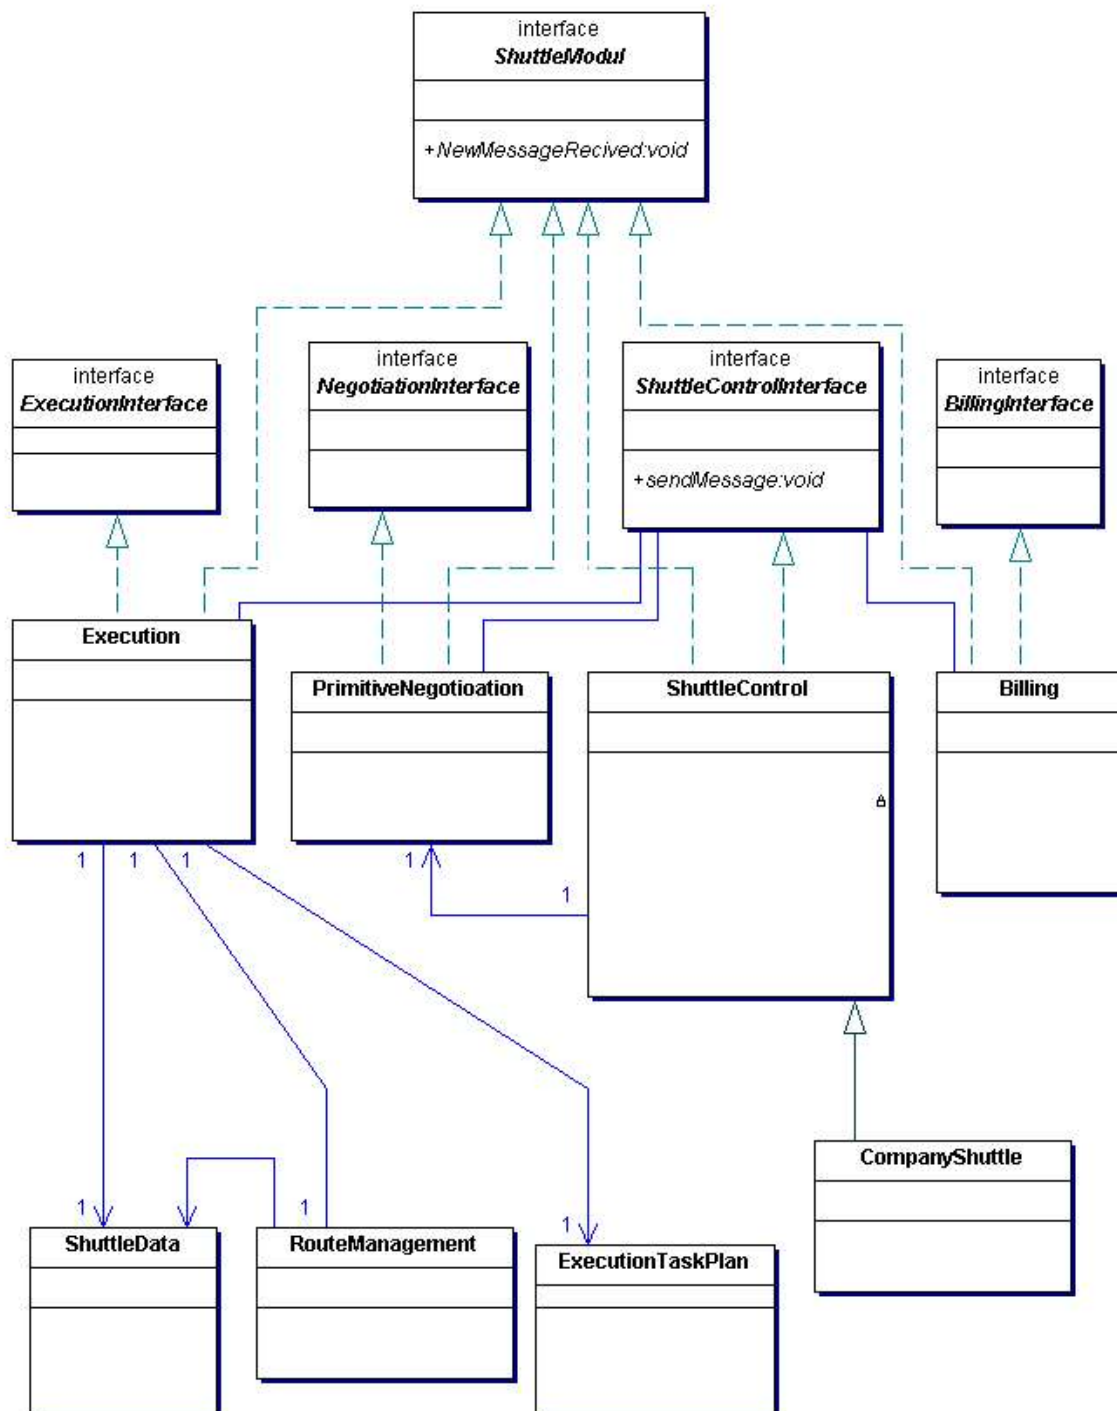 interface
ShuttleModul
+NewMessageRecived:void
interface
ExecutionInterface
interface
NegotiationInterface
interface
ShuttleControlInterface
+sendMessage:void
interface
BillingInterface
Execution
PrimitiveNegotioation
ShuttleControl
Billing
1
1
1
1
1
CompanyShuttle
1
1
1
ShuttleData
RouteManagement
ExecutionTaskPlan